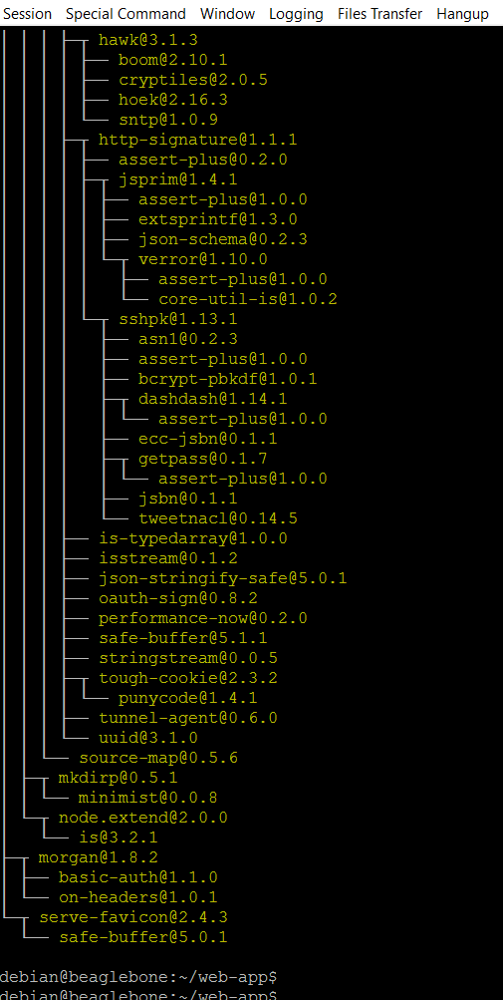 Session Special Command Window Logging Files Transfer Hangup
hawk@3.1.3
boom@2.10.1
cryptiles@2.0.5
hoek@2.16.3
sntp@1.0.9
http-signature@1.1.1
assert-plus@0.2.0
jsprim@1.4.1
assert-plus@1.0.0
extsprintf@1.3.0
json-schema@0.2.3
verror@1.10.0
assert-plus@1.0.0
core-util-is@1.0.2
sshpk@1.13.1
asn1@0.2.3
assert-plus@1.0.0
bcrypt-pbkdf@1.0.1
dashdash@1.14.1
assert-plus@1.0.0
ecc-jsbn@0.1.1
getpass@0.1.7
assert-plus@1.0.0
jsbn@0.1.1
tweetnacl@0.14.5
is-typedarray@1.0.0
isstream@0.1.2
json-stringify-safe@5.0.1
oauth-sign@0.8.2
performance-now@0.2.0
safe-buffer@5.1.1
stringstream@0.0.5
tough-cookie@2.3.2
punycode@1.4.1
tunnel-agent@0.6.0
uuid@3.1.0
source-map@0.5.6
mkdirp@0.5.1
minimist@0.0.8
node.extend@2.0.0
is@3.2.1
morgan@1.8.2
basic-auth@1.1.0
on-headers@1.0.1
serve-favicon@2.4.3
safe-buffer@5.0.1
debian@beaglebone:~/web-app$
debian@beaglebone:~/web-app$